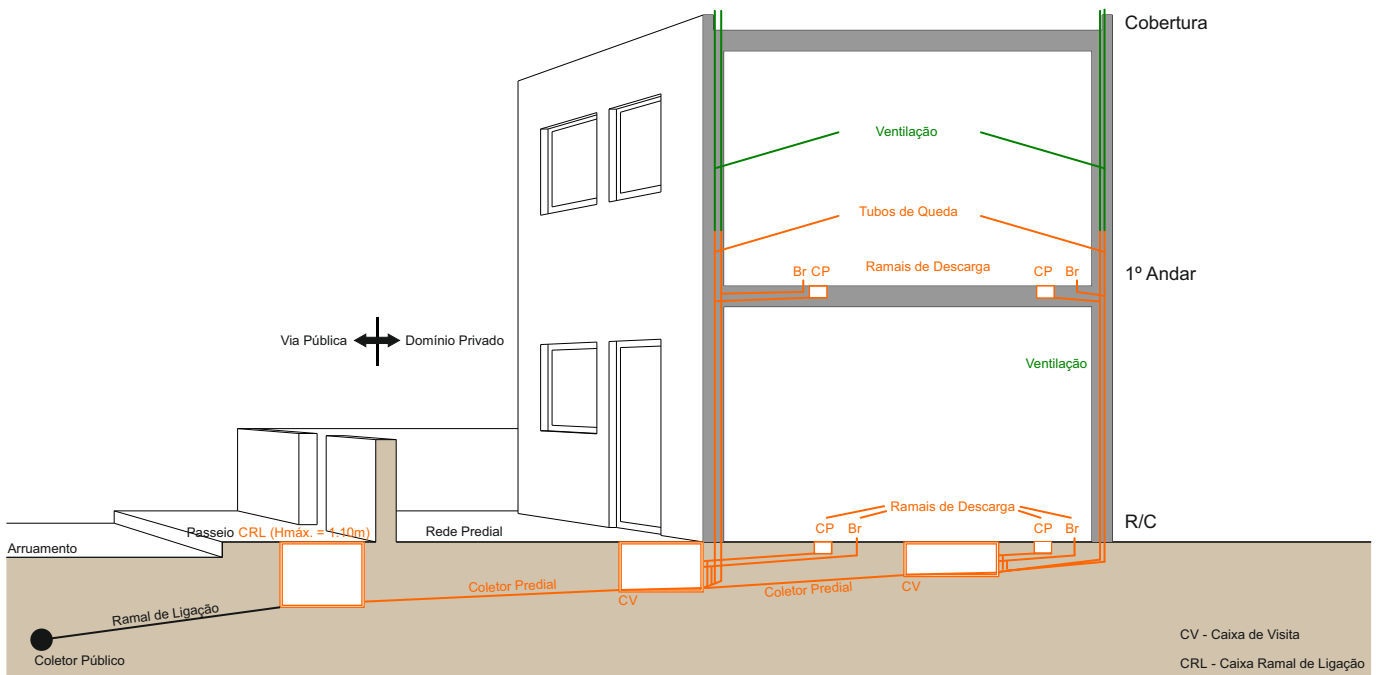 Cobertura
Ventilação
Tubos de Queda
Br CP
Ramais de Descarga
CP Br
1º Andar
Via Pública
Domínio Privado
Ventilação
Ramais de Descarga
CP Br
CP Br
R/C
Passeio CRL (Hmáx. = 1.10m)
Rede Predial
Arruamento
Coletor Predial
CV
Coletor Predial
CV
Ramal de Ligação
Coletor Público
CV - Caixa de Visita
CRL - Caixa Ramal de Ligação